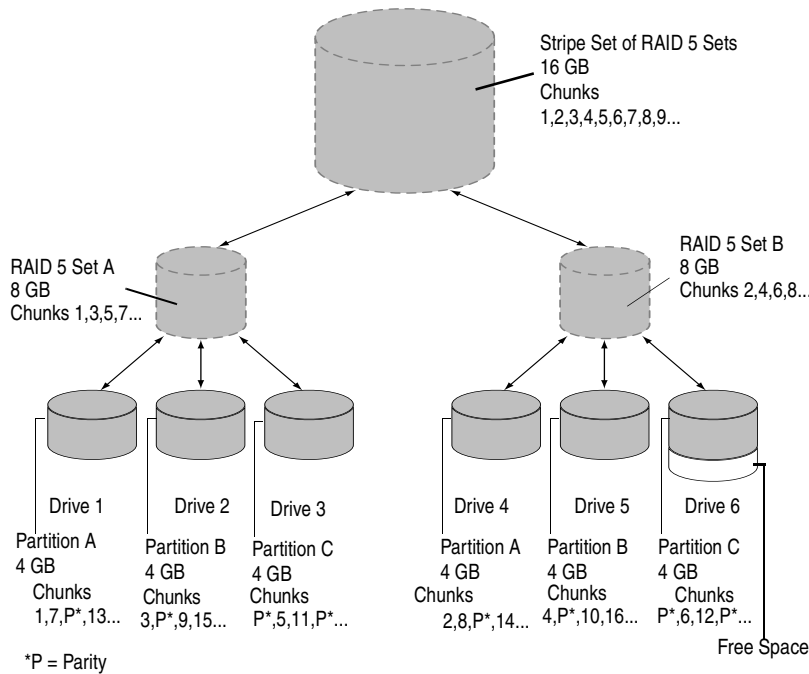 Stripe Set of RAID 5 Sets
16 GB
Chunks
1,2,3,4,5,6,7,8,9...
RAID 5 Set A
8 GB
Chunks 1,3,5,7...
RAID 5 Set B
8 GB
Chunks 2,4,6,8...
Drive 1
Drive 2
Drive 3
Drive 4
Drive 5
Drive 6
Partition A
4 GB
Chunks
1,7,P*,13...
Partition B
4 GB
Chunks
3,P*,9,15...
Partition C
4 GB
Chunks
P*,5,11,P*...
Partition A
4 GB
Chunks
2,8,P*,14...
Partition B
4 GB
Chunks
4,P*,10,16...
Partition C
4 GB
Chunks
P*,6,12,P*...
Free Space
*P = Parity